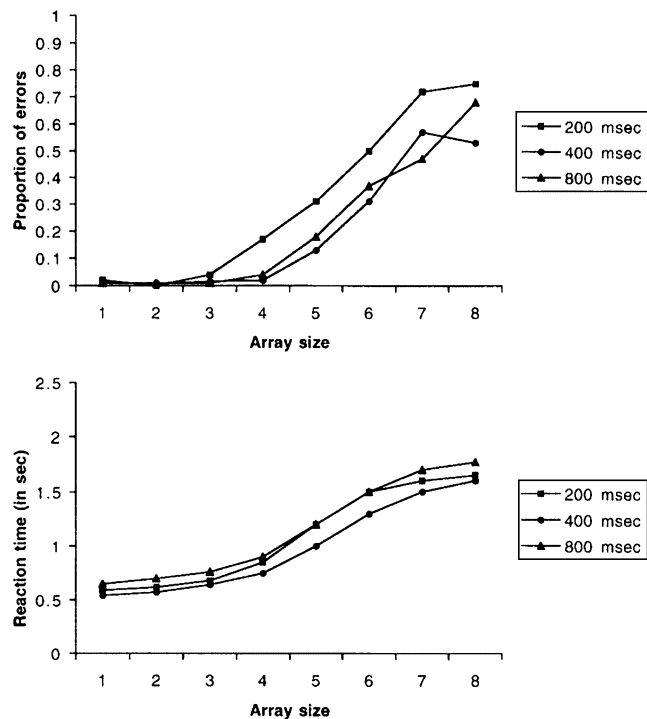 1
0.9
0.8
0.7
0.6
0.5
0.4
0.3
0.2
0.1
0
Proportion of errors
1 2 3 4 5 6 7 8
Array size
200 msec
400 msec
800 msec
2.5
2
1.5
1
0.5
0
Reaction time (in sec)
1 2 3 4 5 6 7 8
Array size
200 msec
400 msec
800 msec